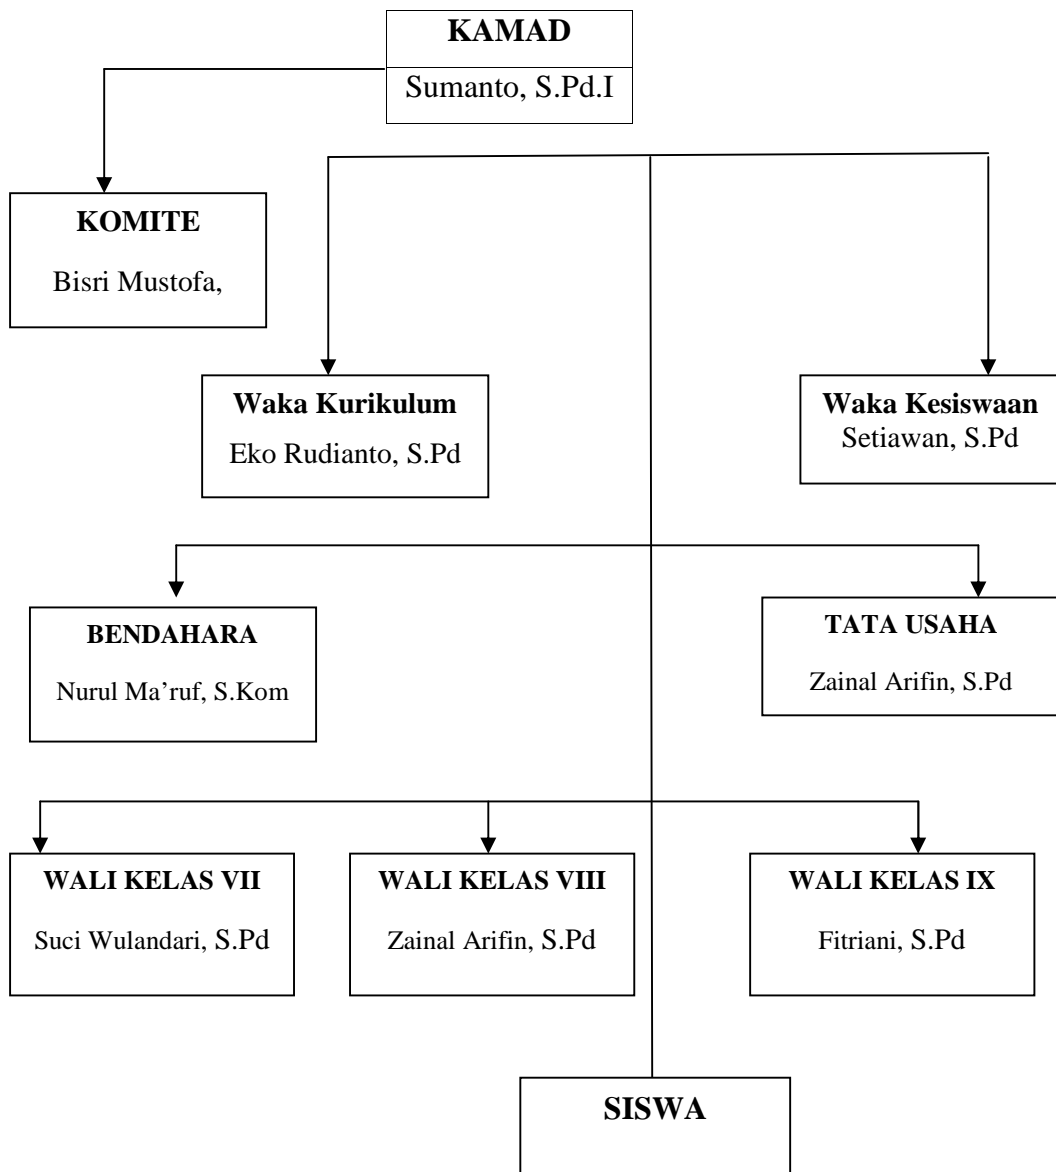 KAMAD
Sumanto, S.Pd.I
KOMITE
Bisri Mustofa,
Waka Kurikulum
Eko Rudianto, S.Pd
Waka Kesiswaan
Setiawan, S.Pd
BENDAHARA
Nurul Ma’ruf, S.Kom
TATA USAHA
Zainal Arifin, S.Pd
WALI KELAS VII
Suci Wulandari, S.Pd
WALI KELAS VIII
Zainal Arifin, S.Pd
WALI KELAS IX
Fitriani, S.Pd
SISWA